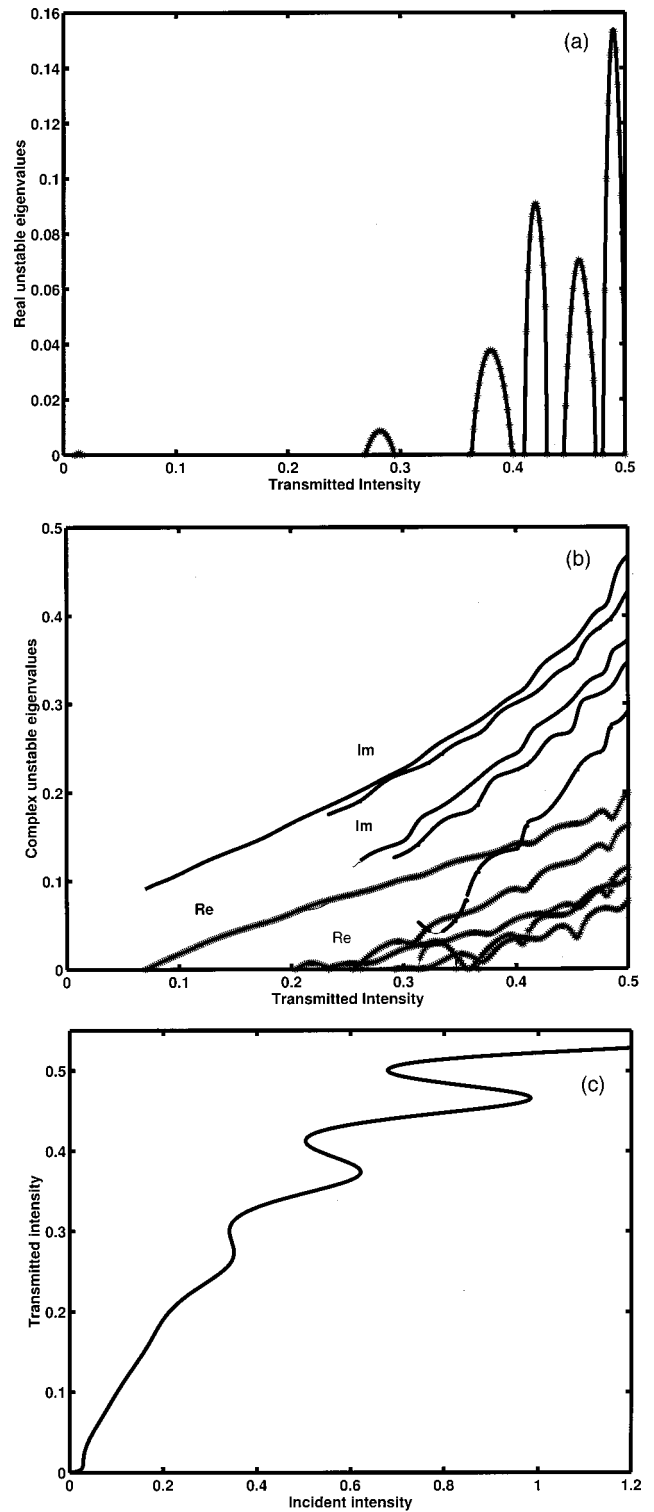 (a)
Real unstable eigenvalues
0.16
0.14
0.12
0.1
0.08
0.06
0.04
0.02
0
0 0.1 0.2 0.3 0.4 0.5
Transmitted Intensity
(b)
Complex unstable eigenvalues
0.5
0.4
0.3
0.2
0.1
0
Im
Im
Re
Re
0 0.1 0.2 0.3 0.4 0.5
Transmitted Intensity
(c)
Transmitted intensity
0.5
0.4
0.3
0.2
0.1
0
0 0.2 0.4 0.6 0.8 1 1.2
Incident intensity